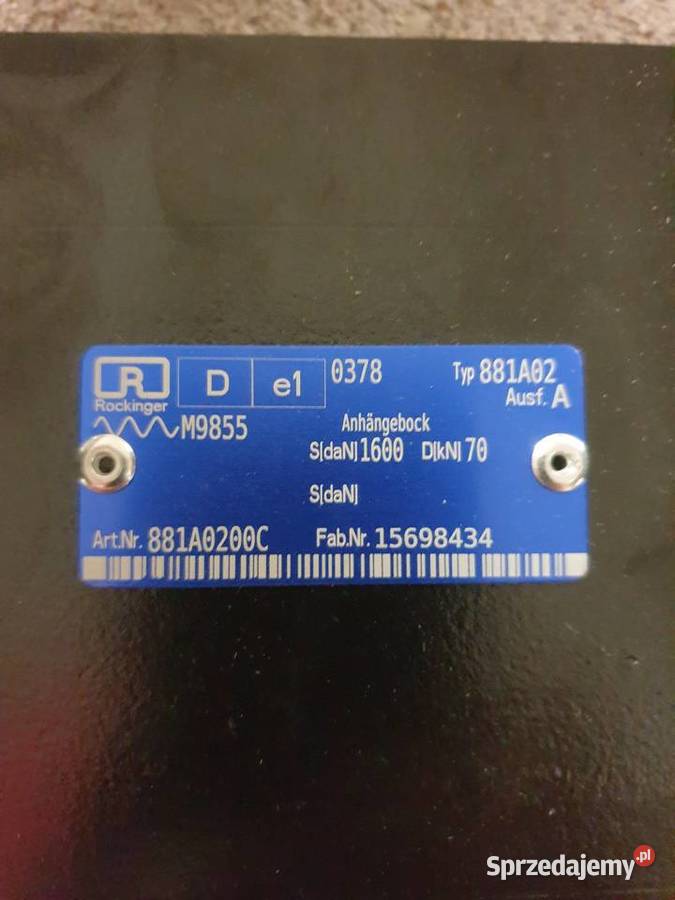 R
Rockinger
D
e1
0378
Typ 881A02
Ausf. A
M9855
Anhängebock
S[daN] 1600 D[kN] 70
S[daN]
Art.Nr. 881A0200C Fab.Nr. 15698434
Sprzedajemy.pl